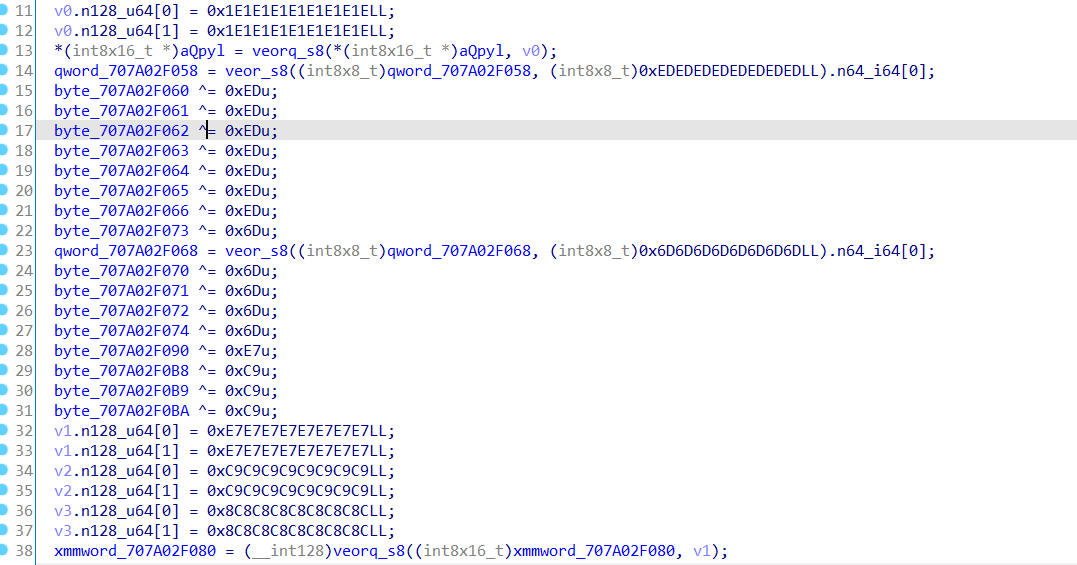 11 v0.n128_u64[0] = 0x1E1E1E1E1E1E1E1ELL;
12 v0.n128_u64[1] = 0x1E1E1E1E1E1E1E1ELL;
13 *(int8x16_t *)aQpyl = veorq_s8(*(int8x16_t *)aQpyl, v0);
14 qword_707A02F058 = veor_s8((int8x8_t)qword_707A02F058, (int8x8_t)0xEDEDEDEDEDEDEDEDLL).n64_i64[0];
15 byte_707A02F060 ^= 0xEDu;
16 byte_707A02F061 ^= 0xEDu;
17 byte_707A02F062 ^= 0xEDu;
18 byte_707A02F063 ^= 0xEDu;
19 byte_707A02F064 ^= 0xEDu;
20 byte_707A02F065 ^= 0xEDu;
21 byte_707A02F066 ^= 0xEDu;
22 byte_707A02F073 ^= 0x6Du;
23 qword_707A02F068 = veor_s8((int8x8_t)qword_707A02F068, (int8x8_t)0x6D6D6D6D6D6D6D6DLL).n64_i64[0];
24 byte_707A02F070 ^= 0x6Du;
25 byte_707A02F071 ^= 0x6Du;
26 byte_707A02F072 ^= 0x6Du;
27 byte_707A02F074 ^= 0x6Du;
28 byte_707A02F090 ^= 0xE7u;
29 byte_707A02F0B8 ^= 0xC9u;
30 byte_707A02F0B9 ^= 0xC9u;
31 byte_707A02F0BA ^= 0xC9u;
32 v1.n128_u64[0] = 0xE7E7E7E7E7E7E7E7LL;
33 v1.n128_u64[1] = 0xE7E7E7E7E7E7E7E7LL;
34 v2.n128_u64[0] = 0xC9C9C9C9C9C9C9C9LL;
35 v2.n128_u64[1] = 0xC9C9C9C9C9C9C9C9LL;
36 v3.n128_u64[0] = 0x8C8C8C8C8C8C8C8CLL;
37 v3.n128_u64[1] = 0x8C8C8C8C8C8C8C8CLL;
38 xmmword_707A02F080 = (__int128)veorq_s8((int8x16_t)xmmword_707A02F080, v1);